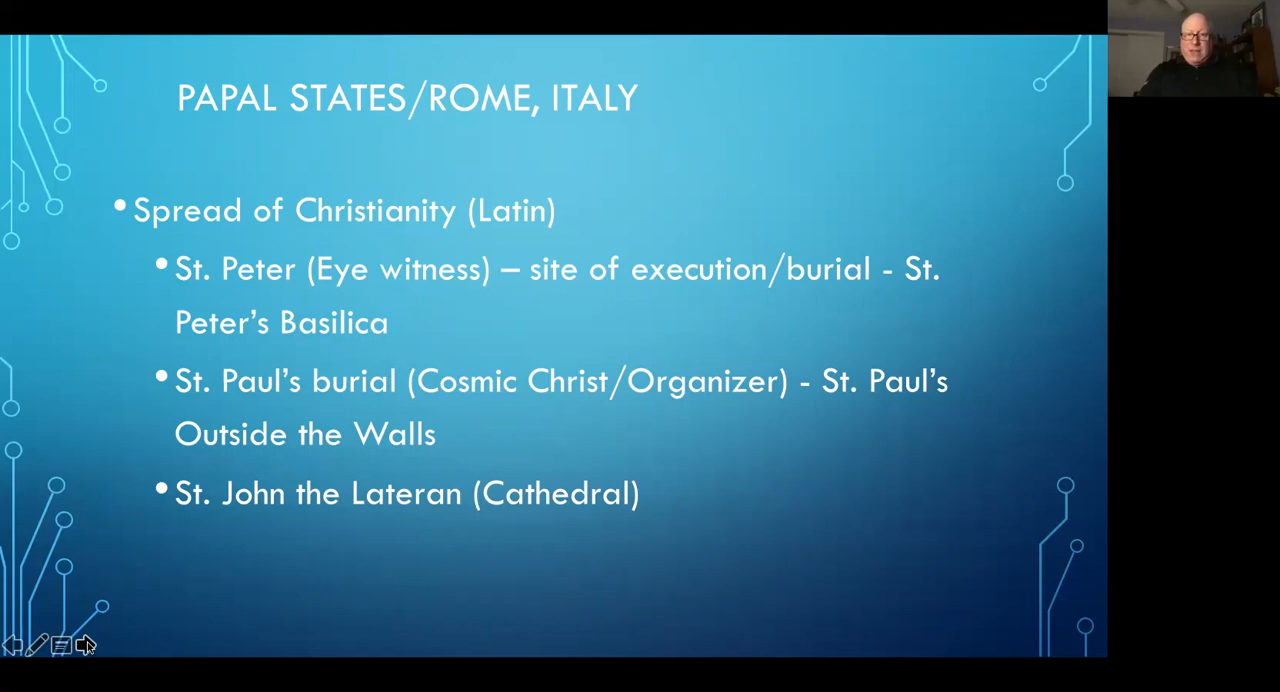 PAPAL STATES/ROME, ITALY
• Spread of Christianity (Latin)
• St. Peter (Eye witness) – site of execution/burial - St.
Peter’s Basilica
• St. Paul’s burial (Cosmic Christ/Organizer) - St. Paul’s
Outside the Walls
• St. John the Lateran (Cathedral)